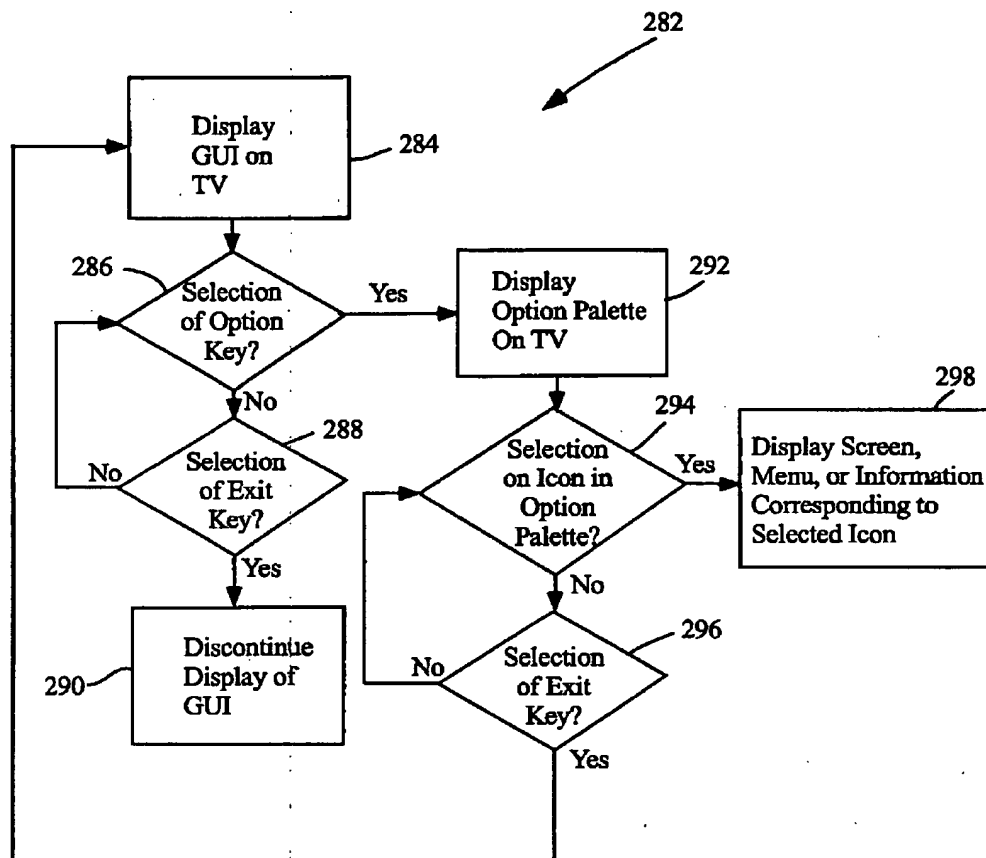 282
Display
GUI on
TV
284
286
Selection
of Option
Key?
Yes
No
292
Display
Option Palette
On TV
288
Selection
of Exit
Key?
No
Yes
290
Discontinue
Display of
GUI
294
Selection
on Icon in
Option
Palette?
Yes
No
298
Display Screen,
Menu, or Information
Corresponding to
Selected Icon
296
Selection
of Exit
Key?
No
Yes